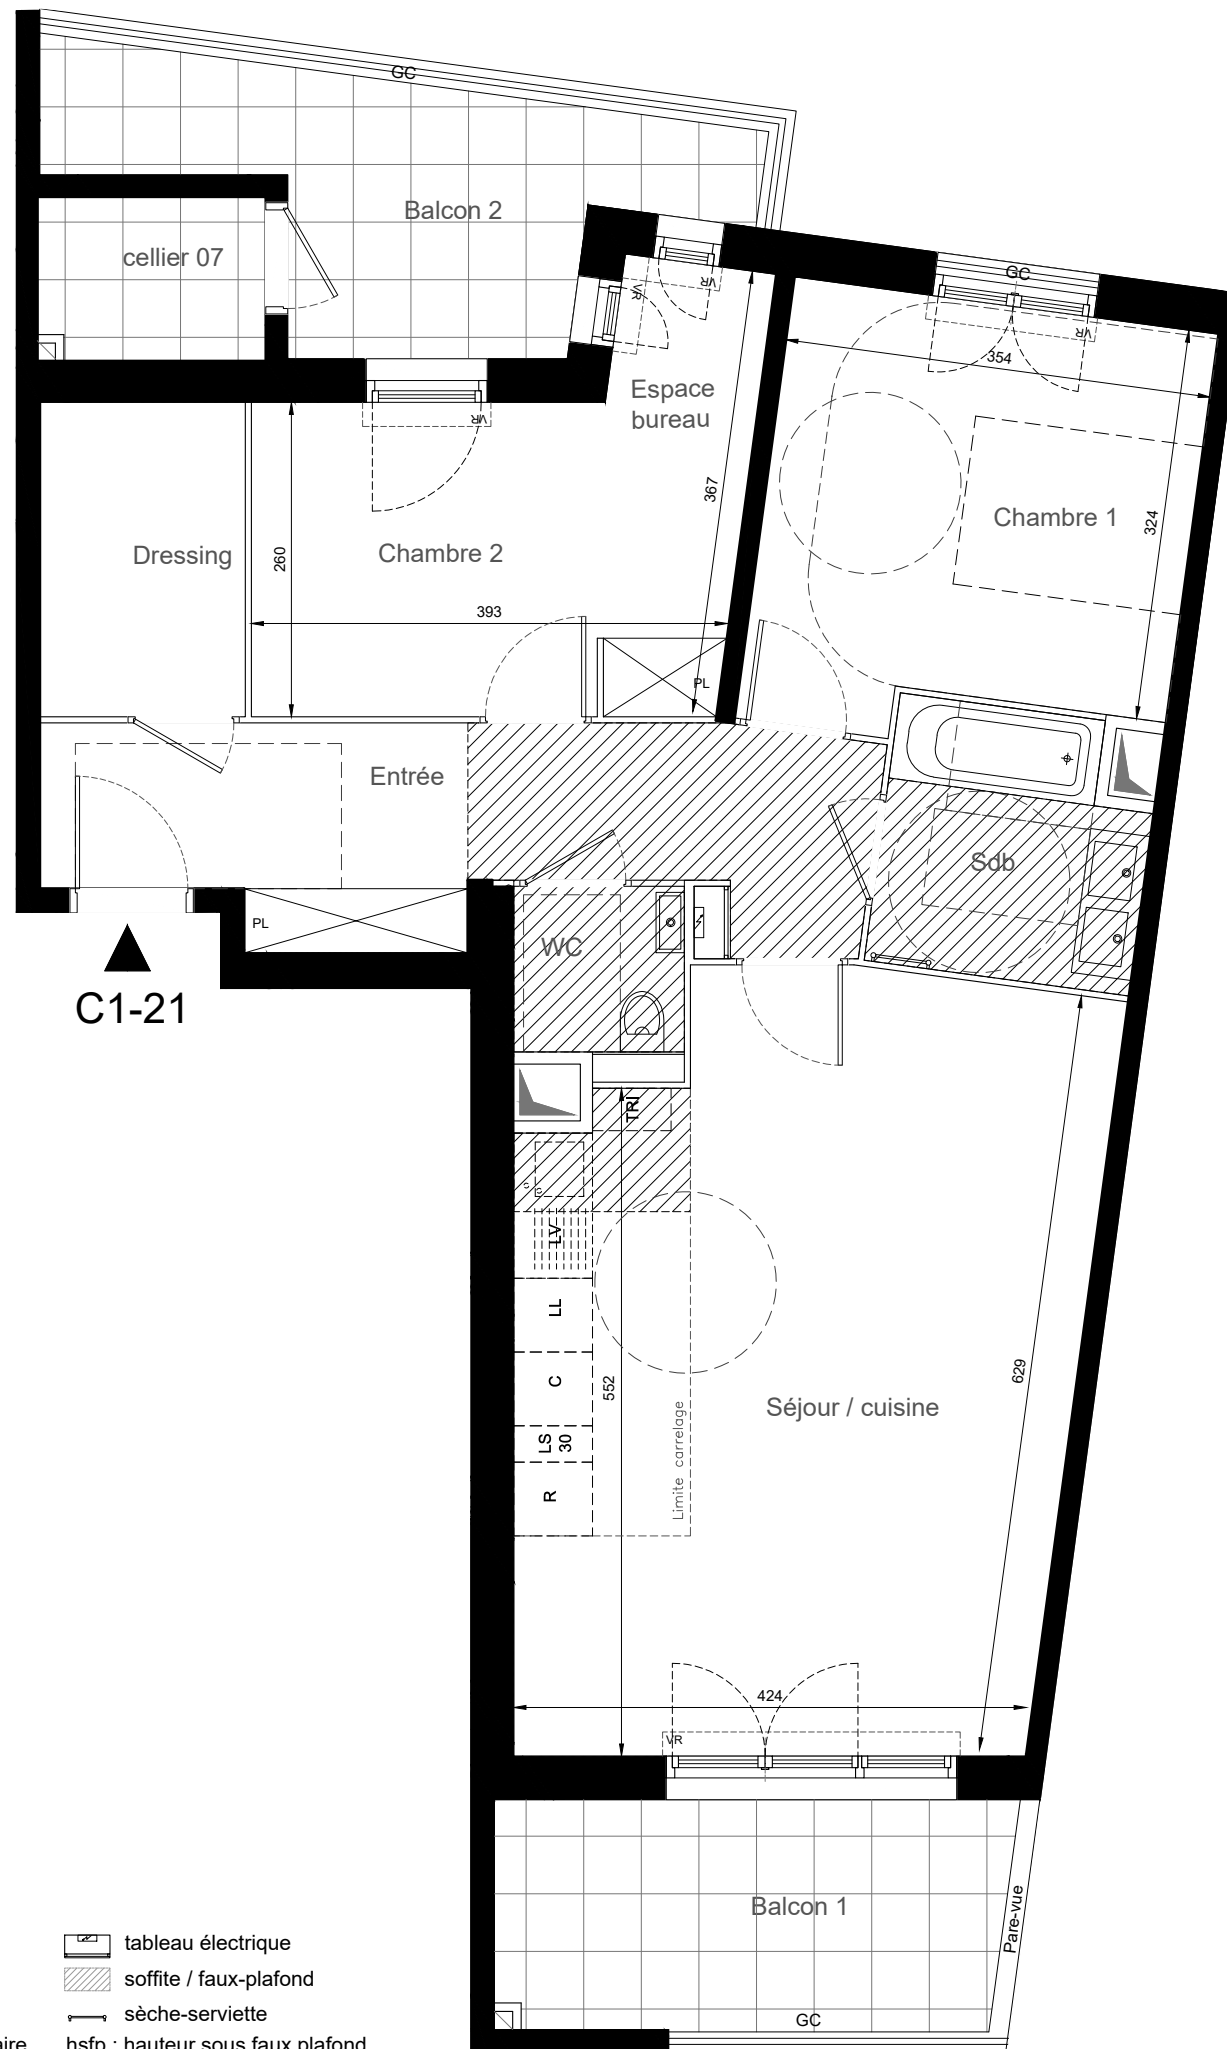 GC
Balcon 2
cellier 07
VR
VR
GC
VR
354
Espace
bureau
VR
367
Chambre 1
324
Dressing
260
Chambre 2
393
PL
Entrée
Sdb
PL
WC
C1-21
TRI
LV
LL
C
552
629
Séjour / cuisine
LS
30
Limite carrelage
R
424
VR
Balcon 1
Pare-vue
GC
tableau électrique
soffite / faux-plafond
sèche-serviette
aire
hsfp : hauteur sous faux plafond